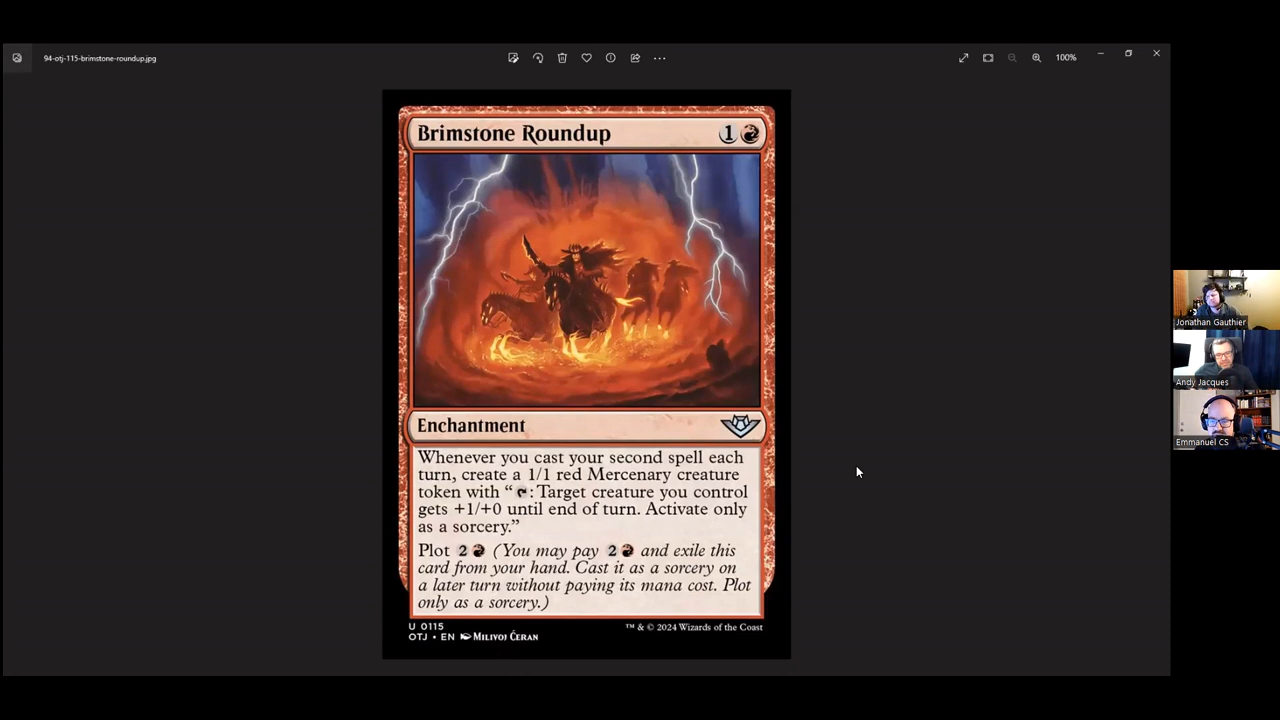 94-otj-115-brimstone-roundup.jpg
100%
Brimstone Roundup
1
Enchantment
Whenever you cast your second spell each
turn, create a 1/1 red Mercenary creature
token with “ : Target creature you control
gets +1/+0 until end of turn. Activate only
as a sorcery.”
Plot 2 (You may pay 2 and exile this
card from your hand. Cast it as a sorcery on
a later turn without paying its mana cost. Plot
only as a sorcery.)
U 0115
OTJ • EN Milivoj Ćeran
™ & © 2024 Wizards of the Coast
Jonathan Gauthier
Andy Jacques
Emmanuel CS